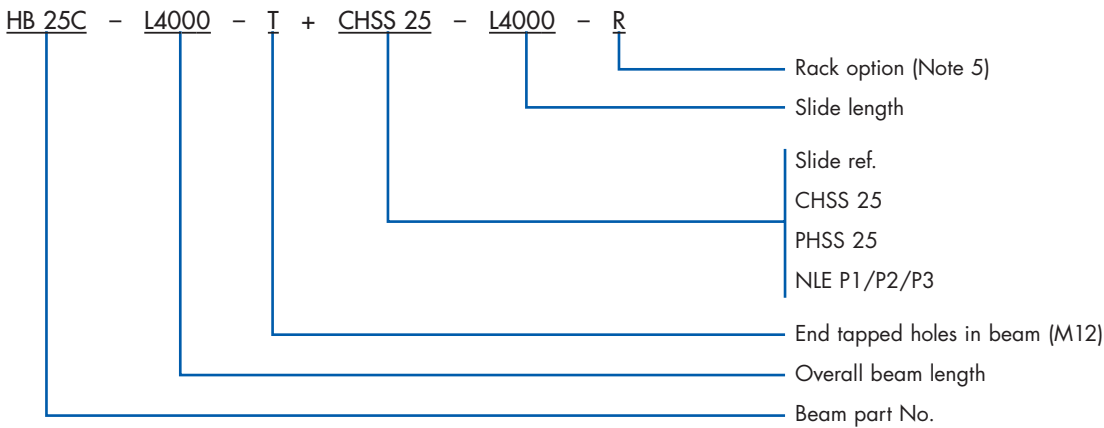 HB 25C – L4000 – T + CHSS 25 – L4000 – R
Rack option (Note 5)
Slide length
Slide ref.
CHSS 25
PHSS 25
NLE P1/P2/P3
End tapped holes in beam (M12)
Overall beam length
Beam part No.